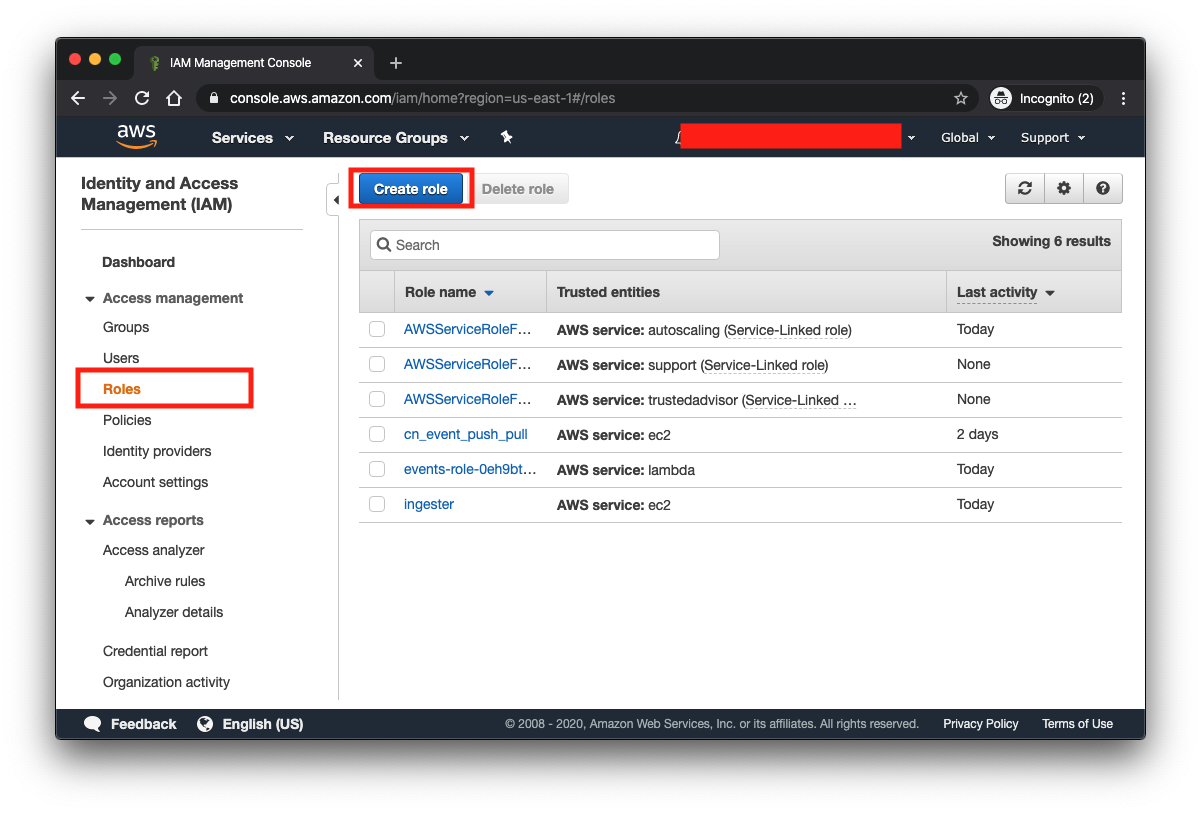 IAM Management Console
console.aws.amazon.com/iam/home?region=us-east-1#/roles
Incognito (2)
aws
Services
Resource Groups
Global
Support
Identity and Access
Management (IAM)
Dashboard
Access management
Groups
Users
Roles
Policies
Identity providers
Account settings
Access reports
Access analyzer
Archive rules
Analyzer details
Credential report
Organization activity
Create role
Delete role
Search
Showing 6 results
Role name Trusted entities Last activity
AWSServiceRoleF... AWS service: autoscaling (Service-Linked role) Today
AWSServiceRoleF... AWS service: support (Service-Linked role) None
AWSServiceRoleF... AWS service: trustedadvisor (Service-Linked ... None
cn_event_push_pull AWS service: ec2 2 days
events-role-0eh9bt... AWS service: lambda Today
ingester AWS service: ec2 Today
Feedback
English (US)
© 2008 - 2020, Amazon Web Services, Inc. or its affiliates. All rights reserved.
Privacy Policy
Terms of Use